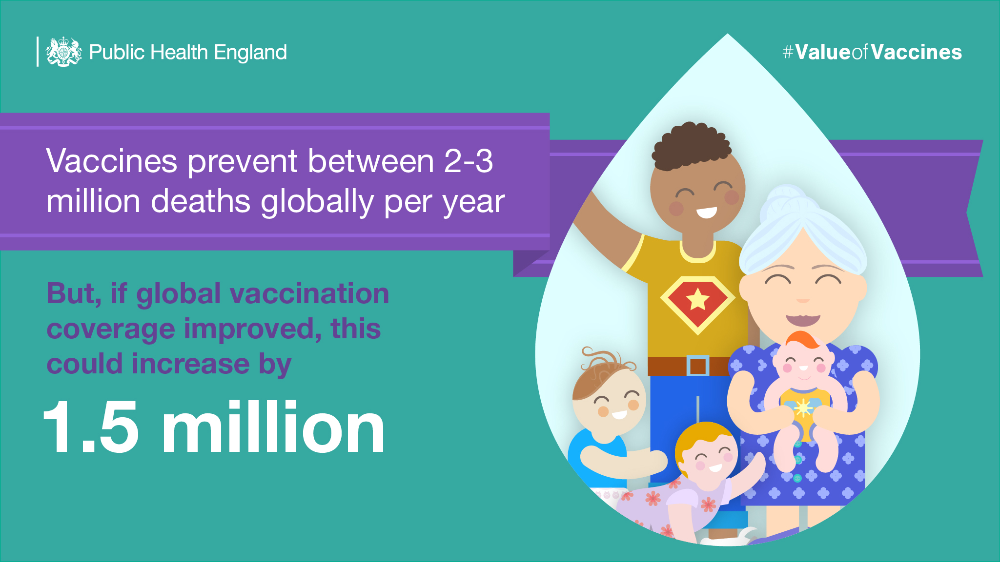 Public Health England
#ValueofVaccines
Vaccines prevent between 2-3
million deaths globally per year
But, if global vaccination
coverage improved, this
could increase by
1.5 million